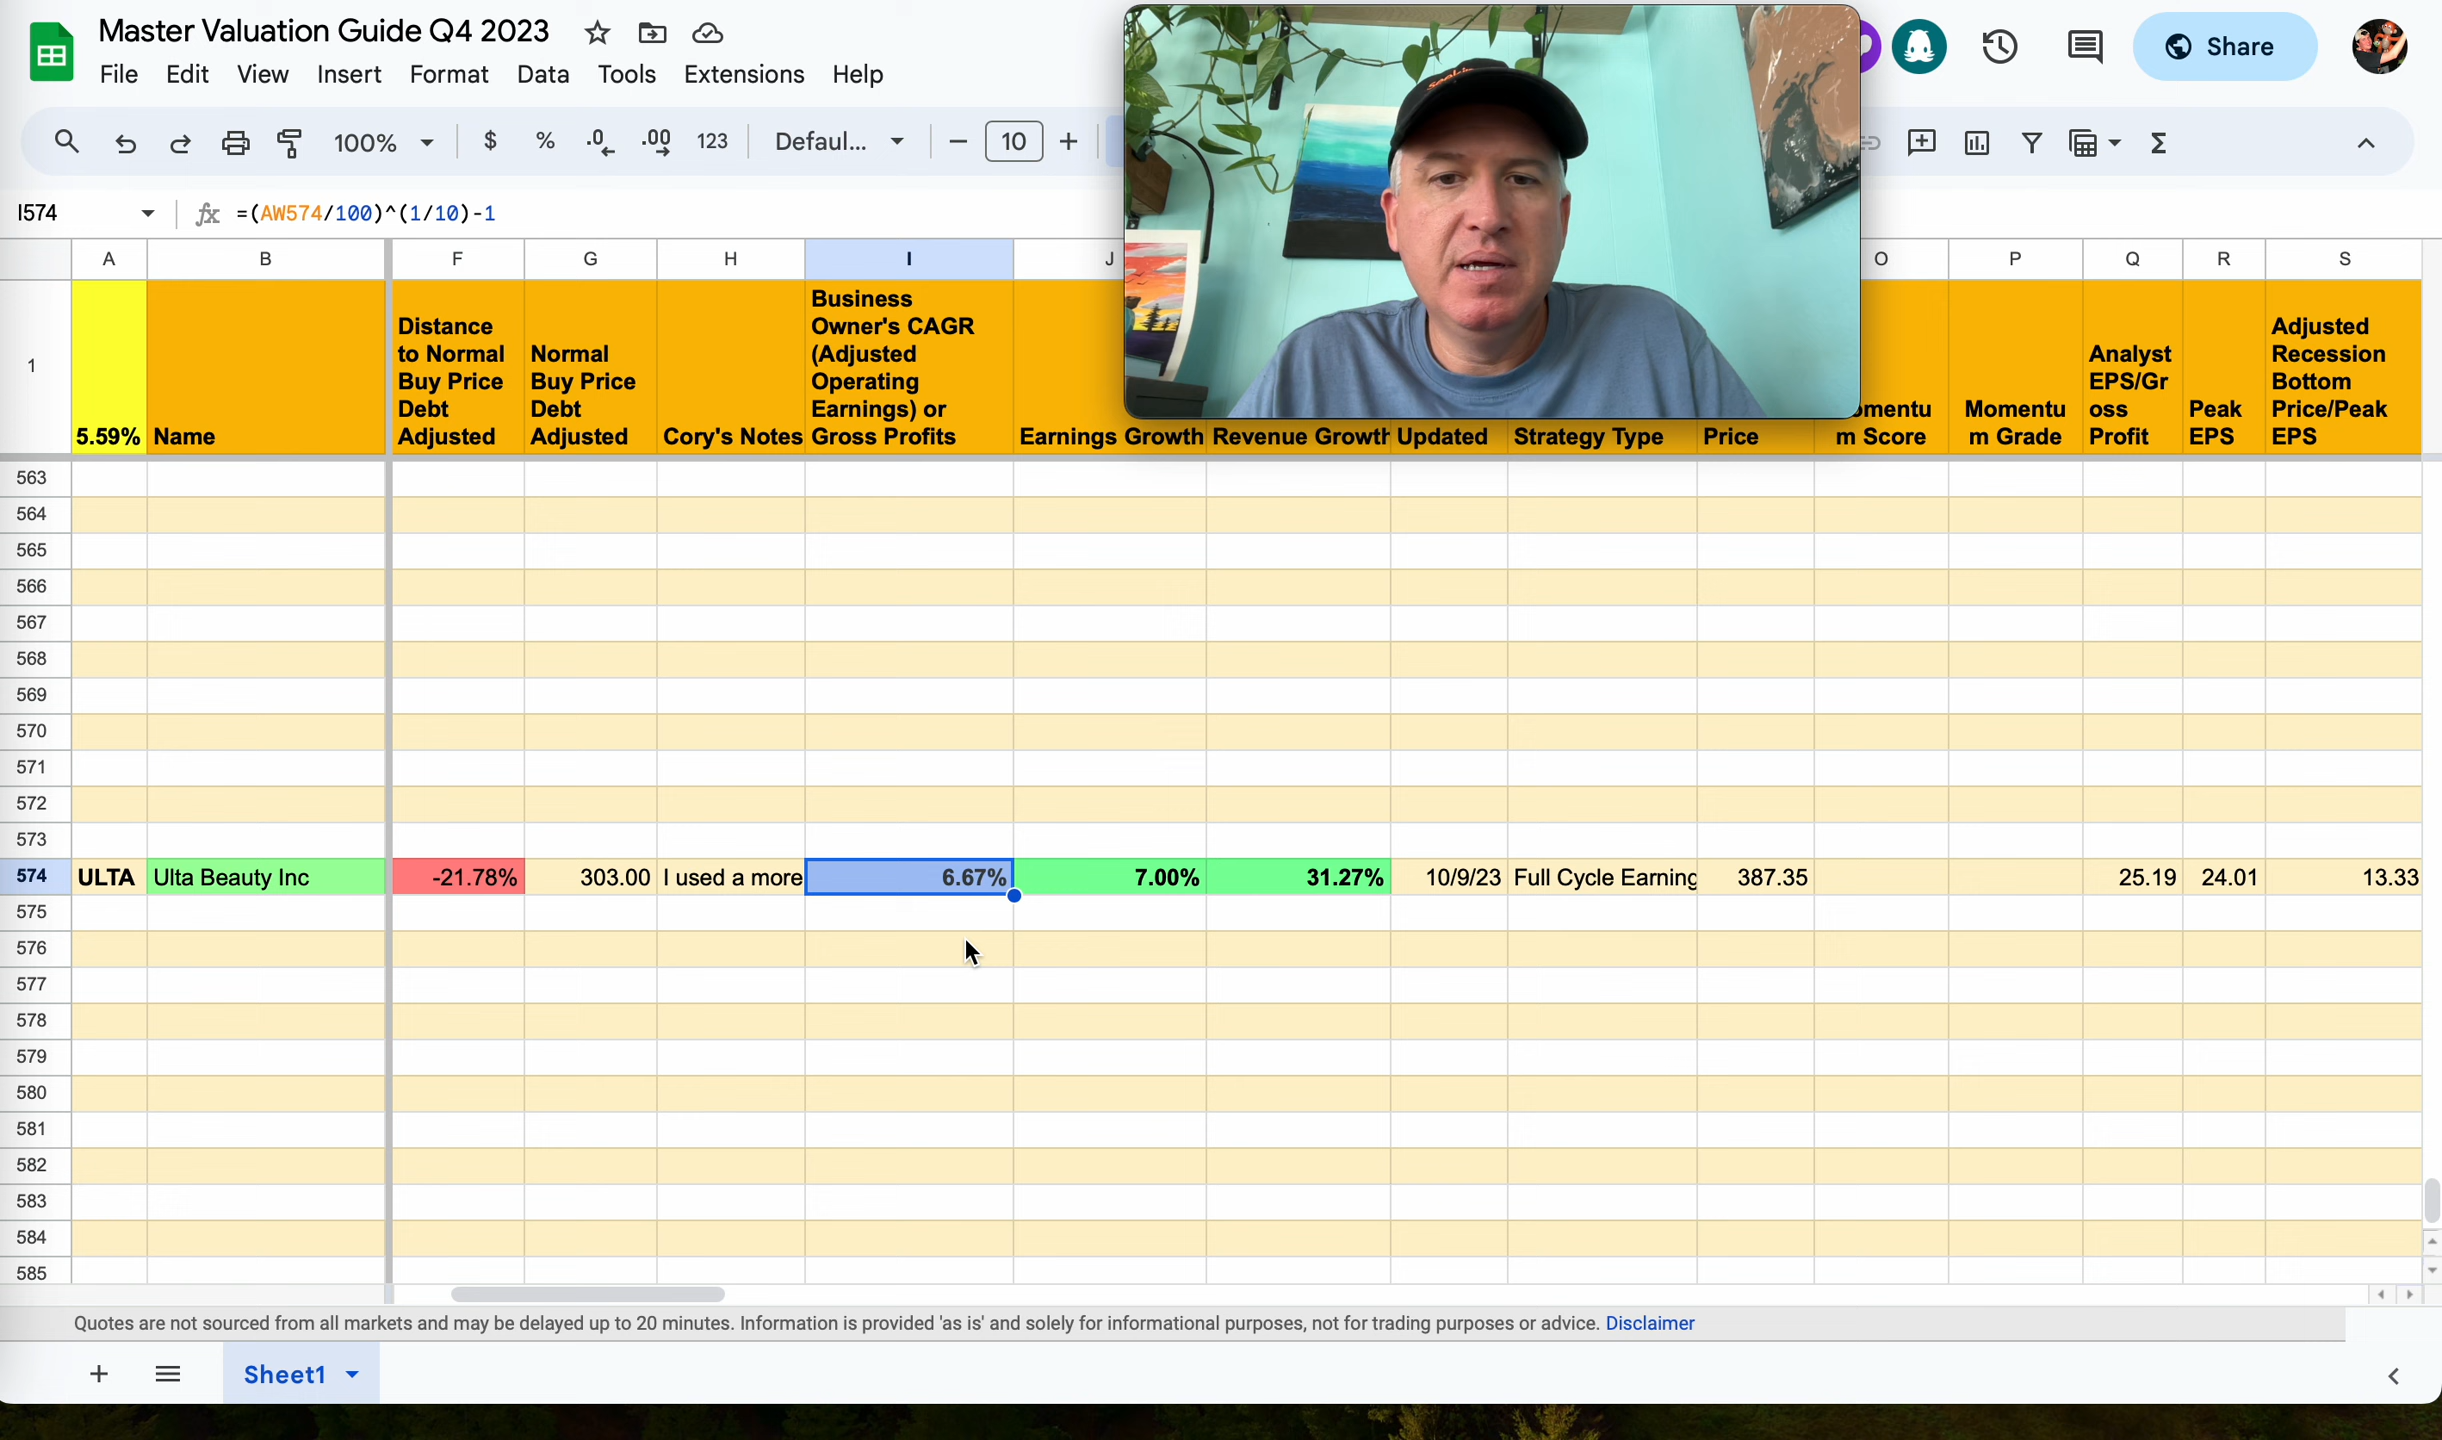 Master Valuation Guide Q4 2023
File Edit View Insert Format Data Tools Extensions Help
Share
100% $ % .0 .00 123 Defaul... 10
I574 fx =(AW574/100)^(1/10)-1
A B F G H I J O P Q R S
1
5.59%
Name
Distance
to Normal
Buy Price
Debt
Adjusted
Normal
Buy Price
Debt
Adjusted
Cory's Notes
Business
Owner's CAGR
(Adjusted
Operating
Earnings) or
Gross Profits
Earnings Growth
Revenue Growth
Updated
Strategy Type
Price
m Score
Momentu
m Grade
Analyst
EPS/Gr
oss
Profit
Peak
EPS
Adjusted
Recession
Bottom
Price/Peak
EPS
563
564
565
566
567
568
569
570
571
572
573
574 ULTA Ulta Beauty Inc -21.78% 303.00 I used a more 6.67% 7.00% 31.27% 10/9/23 Full Cycle Earning 387.35 25.19 24.01 13.33
575
576
577
578
579
580
581
582
583
584
585
Quotes are not sourced from all markets and may be delayed up to 20 minutes. Information is provided 'as is' and solely for informational purposes, not for trading purposes or advice. Disclaimer
Sheet1